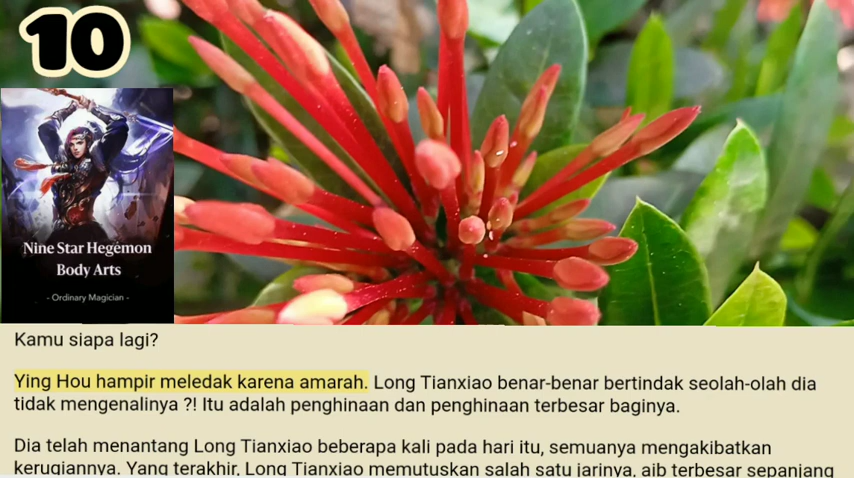 10
Nine Star Hegemon
Body Arts
- Ordinary Magician -
Kamu siapa lagi?
Ying Hou hampir meledak karena amarah. Long Tianxiao benar-benar bertindak seolah-olah dia
tidak mengenalinya ?! Itu adalah penghinaan dan penghinaan terbesar baginya.
Dia telah menantang Long Tianxiao beberapa kali pada hari itu, semuanya mengakibatkan
kerugiannya. Yang terakhir, Long Tianxiao memutuskan salah satu jarinya, aib terbesar sepanjang